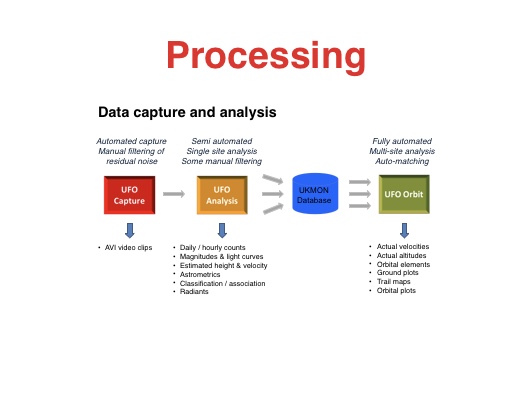 Processing
Data capture and analysis
Automated capture
Manual filtering of
residual noise
Semi automated
Single site analysis
Some manual filtering
Fully automated
Multi-site analysis
Auto-matching
UFO
Capture
UFO
Analysis
UKMON
Database
UFO Orbit
• AVI video clips
• Daily / hourly counts
• Magnitudes & light curves
• Estimated height & velocity
• Astrometrics
• Classification / association
• Radiants
• Actual velocities
• Actual altitudes
• Orbital elements
• Ground plots
• Trail maps
• Orbital plots